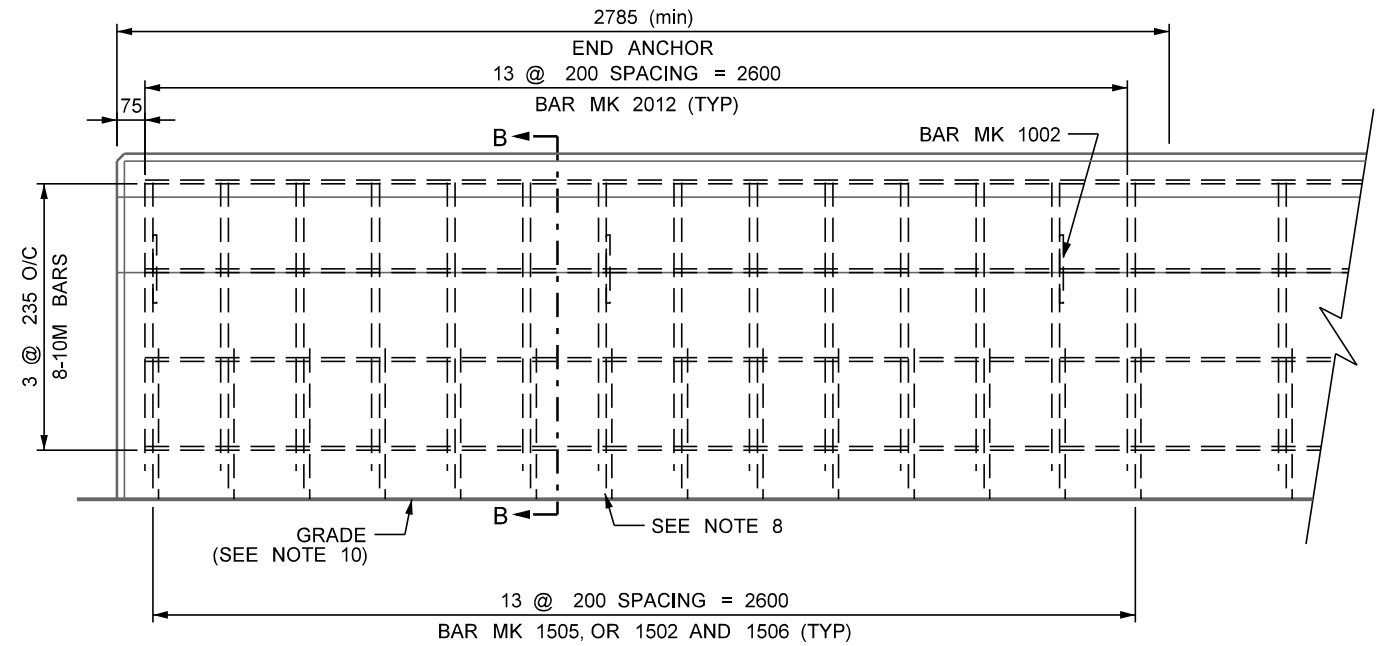 2785 (min)
END ANCHOR
13 @ 200 SPACING = 2600
BAR MK 2012 (TYP)
75
B
BAR MK 1002
3 @ 235 O/C
8-10M BARS
GRADE
(SEE NOTE 10)
B
SEE NOTE 8
13 @ 200 SPACING = 2600
BAR MK 1505, OR 1502 AND 1506 (TYP)